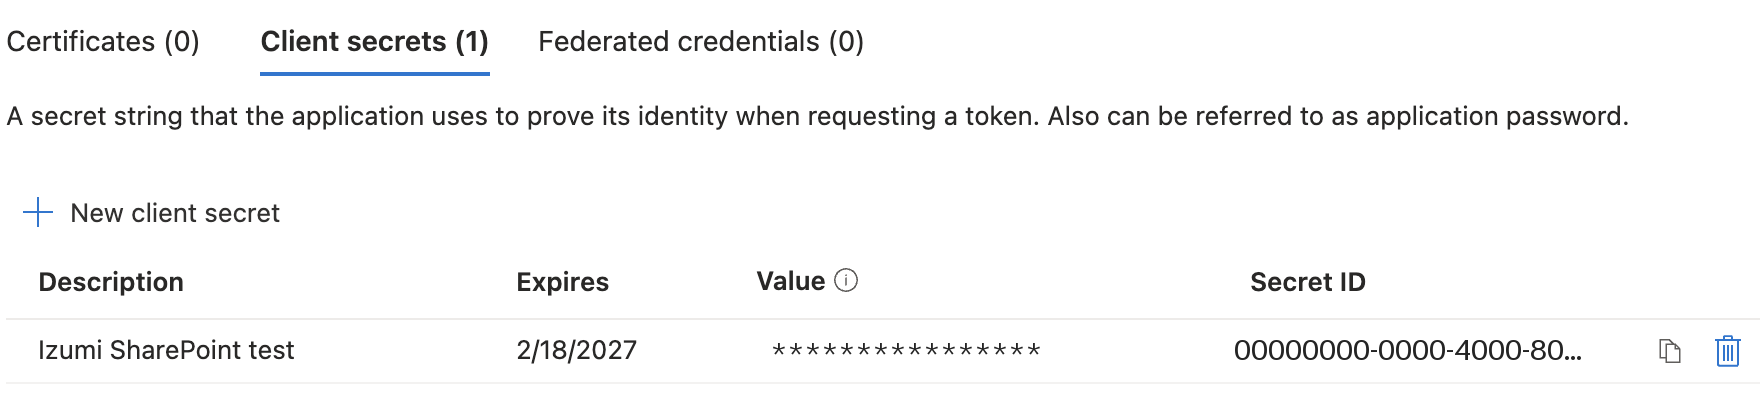 Certificates (0) Client secrets (1) Federated credentials (0)
A secret string that the application uses to prove its identity when requesting a token. Also can be referred to as application password.
New client secret
Description Expires Value Secret ID
Izumi SharePoint test 2/18/2027 **************** 00000000-0000-4000-80...